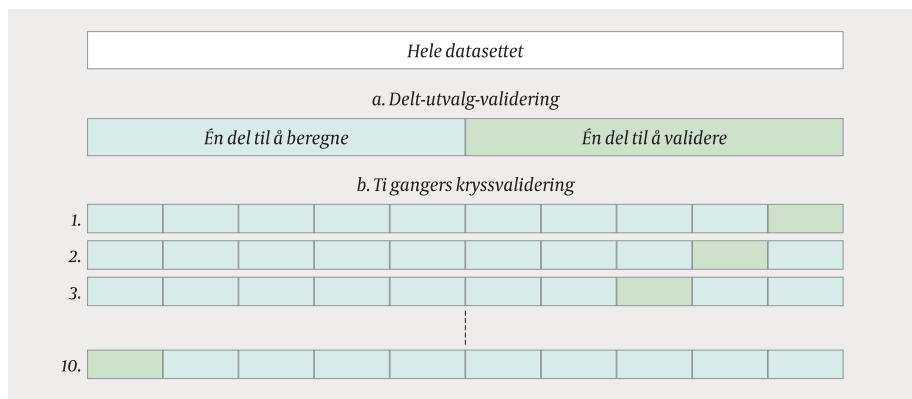 Hele datasettet
a. Delt-utvalg-validering
Én del til å beregne
Én del til å validere
b. Ti gangers kryssvalidering
1.
2.
3.
10.